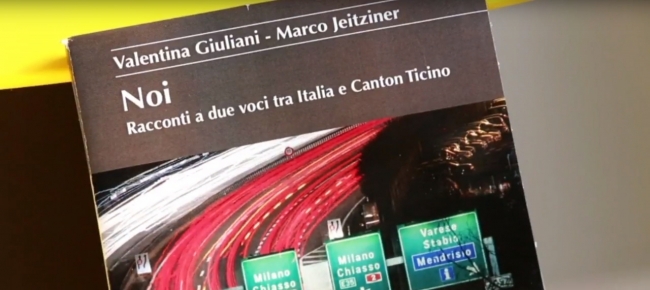 Valentina Giuliani - Marco Jeitziner
Noi
Racconti a due voci tra Italia e Canton Ticino
Milano
Chiasso
Milano
Chiasso
Varese
Stabio
Mendrisio